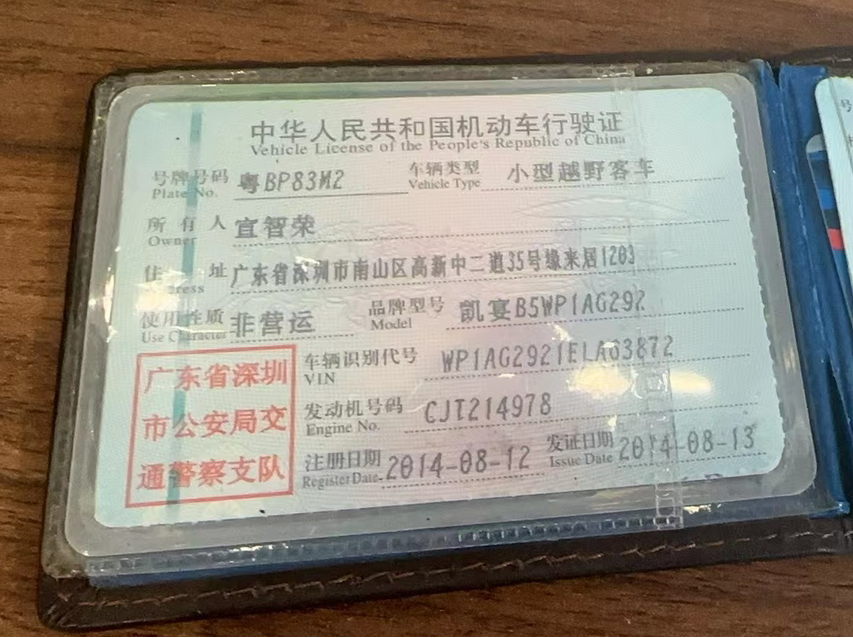 中华人民共和国机动车行驶证
Vehicle License of the People's Republic of China
号牌号码 粤BP83M2 车辆类型 小型越野客车
Plate No. Vehicle Type
所有人 宣智荣
Owner
住址 广东省深圳市南山区高新中二道35号缘来居1203
使用性质 非营运 品牌型号 凯宴B5WP1AG292
Use Character Model
广东省深圳
市公安局交
通警察支队
车辆识别代号 WP1AG2921ELA63872
VIN
发动机号码 CJT214978
Engine No.
注册日期 2014-08-12 发证日期 2014-08-13
Register Date Issue Date
号